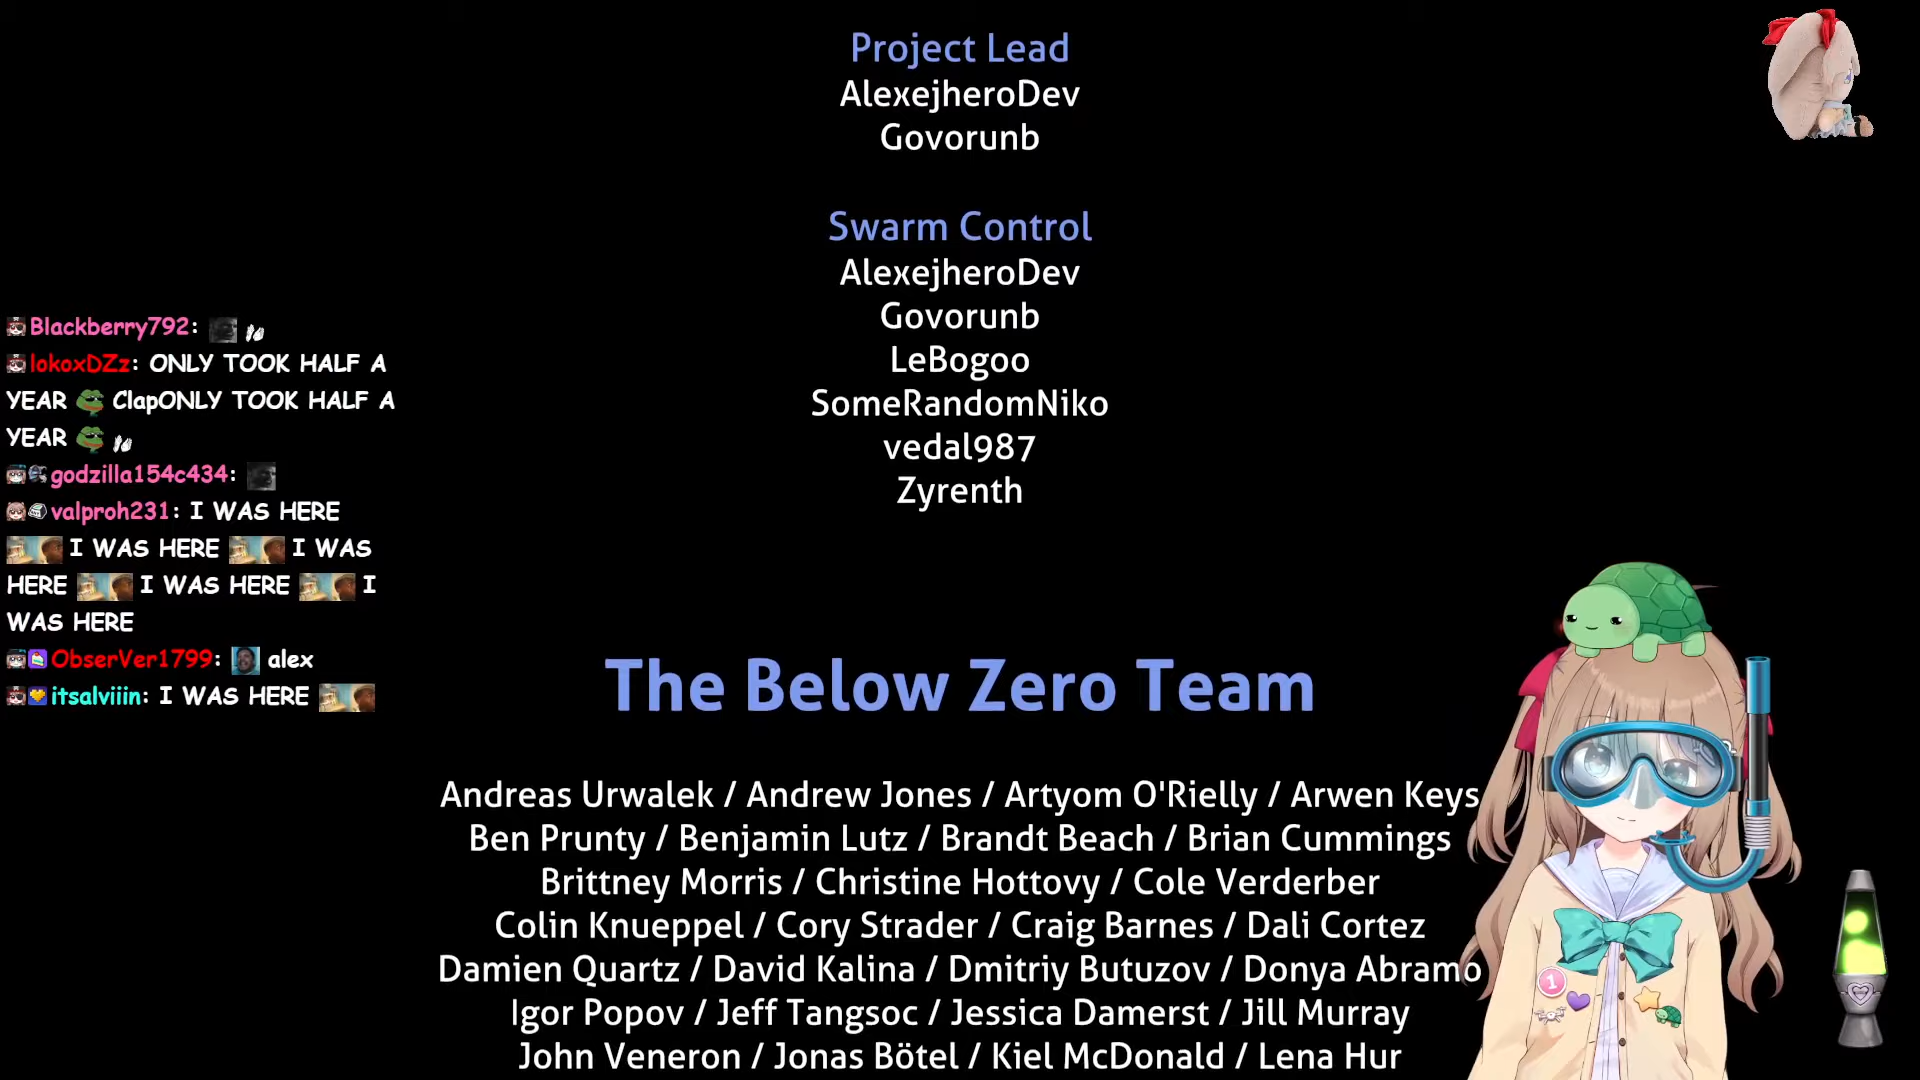 Project Lead
AlexejheroDev
Govorunb
Swarm Control
AlexejheroDev
Govorunb
LeBogoo
SomeRandomNiko
vedal987
Zyrenth
Blackberry792:
lokoxDZz: ONLY TOOK HALF A
YEAR ClapONLY TOOK HALF A
YEAR
godzilla154c434:
valproh231: I WAS HERE
I WAS HERE I WAS
HERE I WAS HERE I
WAS HERE
ObserVer1799: alex
itsalviiin: I WAS HERE
The Below Zero Team
Andreas Urwalek / Andrew Jones / Artyom O'Rielly / Arwen Keys
Ben Prunty / Benjamin Lutz / Brandt Beach / Brian Cummings
Brittney Morris / Christine Hottovy / Cole Verderber
Colin Knueppel / Cory Strader / Craig Barnes / Dali Cortez
Damien Quartz / David Kalina / Dmitriy Butuzov / Donya Abramo
Igor Popov / Jeff Tangsoc / Jessica Damerst / Jill Murray
John Veneron / Jonas Bötel / Kiel McDonald / Lena Hur
1